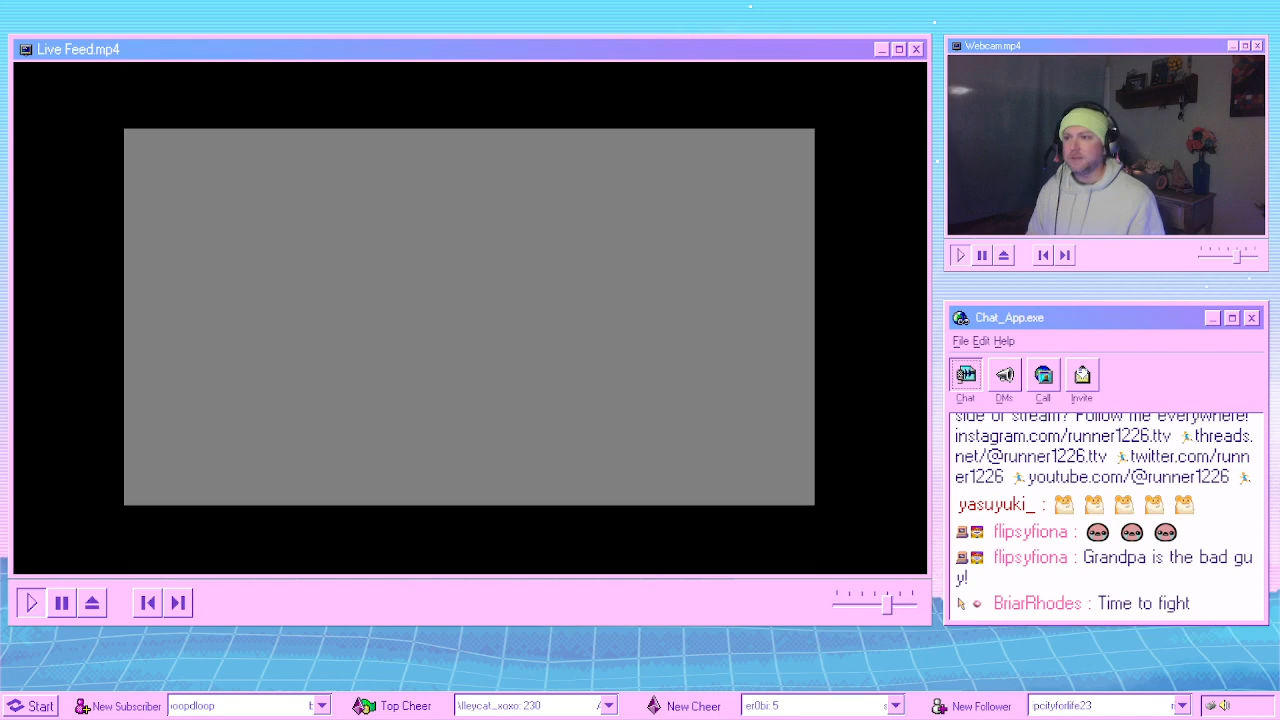 Live Feed.mp4
Webcam.mp4
Chat_App.exe
File Edit Help
Chat DMs Call Invite
side of stream? Follow me everywhere!
instagram.com/runner1226.ttv threads.
net/@runner1226.ttv twitter.com/runn
er1226 youtube.com/@runner1226
yasuyuki_ :
flipsyfiona :
flipsyfiona : Grandpa is the bad gu
y!
BriarRhodes : Time to fight
Start New Subscriber Top Cheer 230 New Cheer er0bi: 5 New Follower